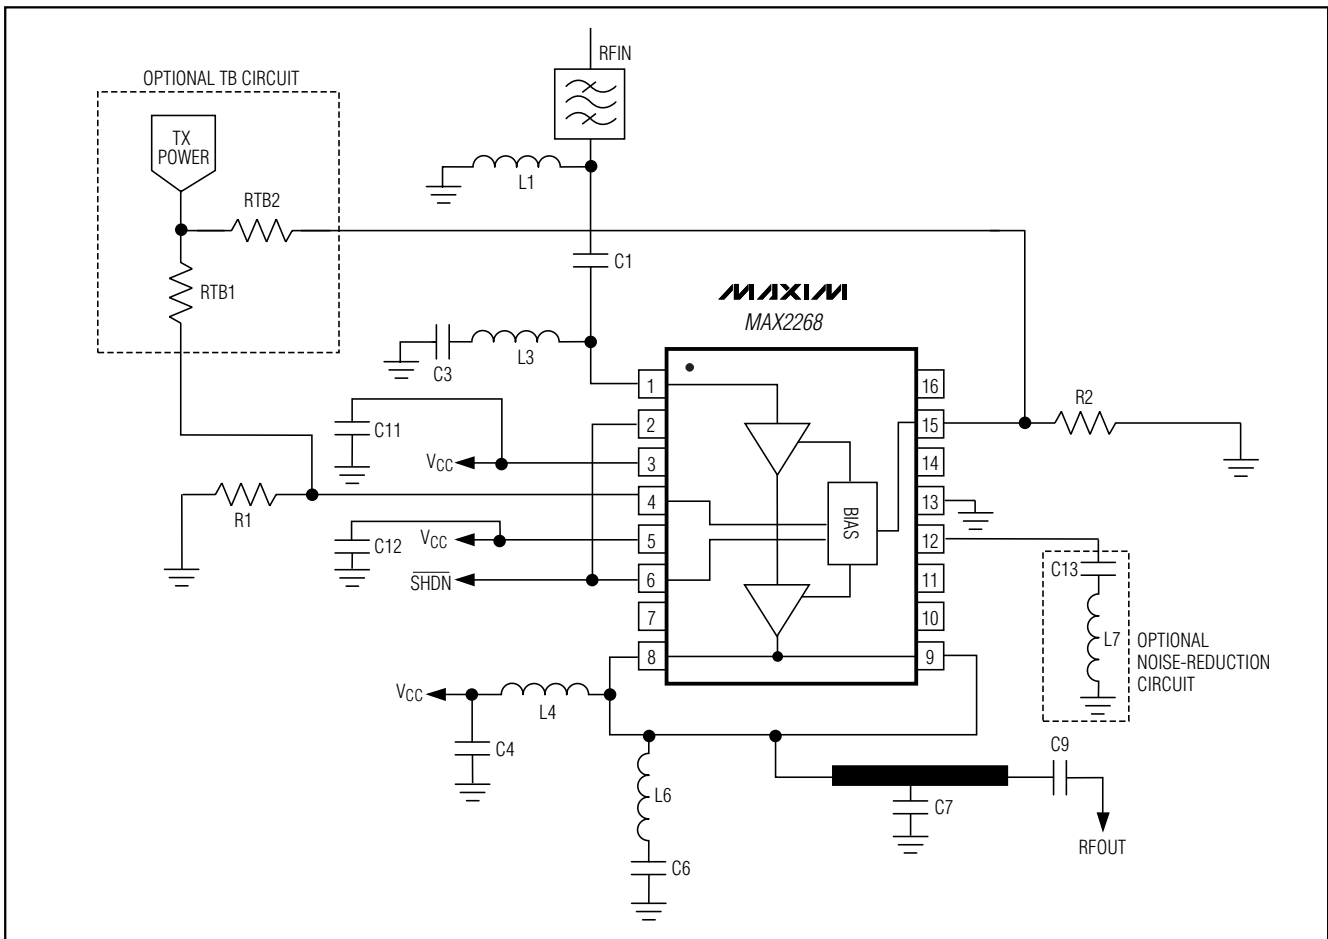 RFIN
OPTIONAL TB CIRCUIT
TX
POWER
L1
RTB2
C1
RTB1
MAXIM
MAX2268
L3
C3
1
16
R2
C11
2
15
VCC
3
14
4
13
R1
BIAS
C12
VCC
5
12
C13
SHDN
6
11
7
10
L7
OPTIONAL
NOISE-REDUCTION
CIRCUIT
8
9
VCC
L4
C4
C9
L6
C7
RFOUT
C6